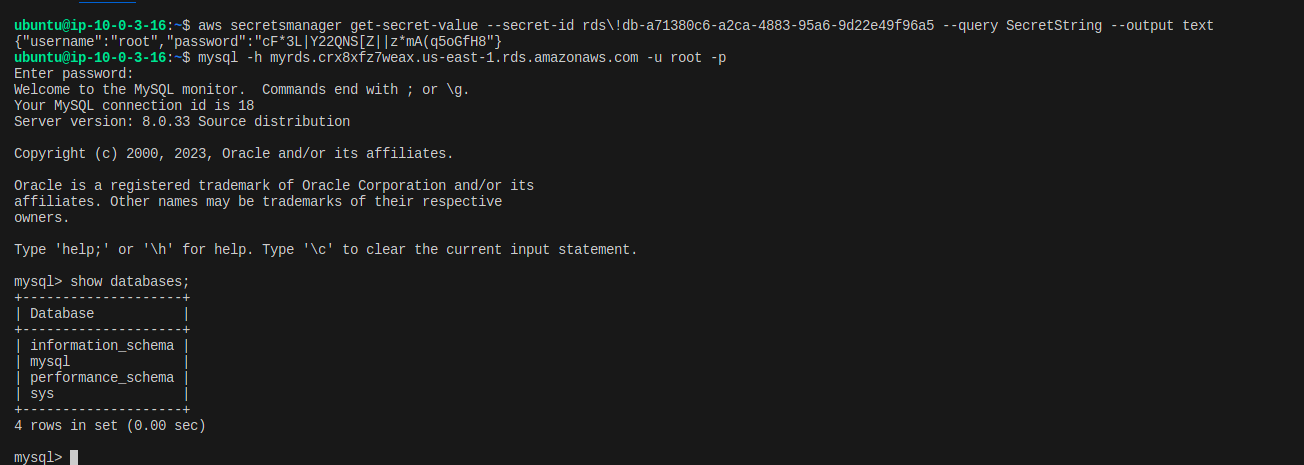 ubuntu@ip-10-0-3-16:~$ aws secretsmanager get-secret-value --secret-id rds\!db-a71380c6-a2ca-4883-95a6-9d22e49f96a5 --query SecretString --output text
{"username":"root","password":"cF*3L|Y22QNS[Z||z*mA(q5oGfH8"}
ubuntu@ip-10-0-3-16:~$ mysql -h myrds.crx8xfz7weax.us-east-1.rds.amazonaws.com -u root -p
Enter password:
Welcome to the MySQL monitor.  Commands end with ; or \g.
Your MySQL connection id is 18
Server version: 8.0.33 Source distribution

Copyright (c) 2000, 2023, Oracle and/or its affiliates.

Oracle is a registered trademark of Oracle Corporation and/or its
affiliates. Other names may be trademarks of their respective
owners.

Type 'help;' or '\h' for help. Type '\c' to clear the current input statement.

mysql> show databases;
+--------------------+
| Database           |
+--------------------+
| information_schema |
| mysql              |
| performance_schema |
| sys                |
+--------------------+
4 rows in set (0.00 sec)

mysql>